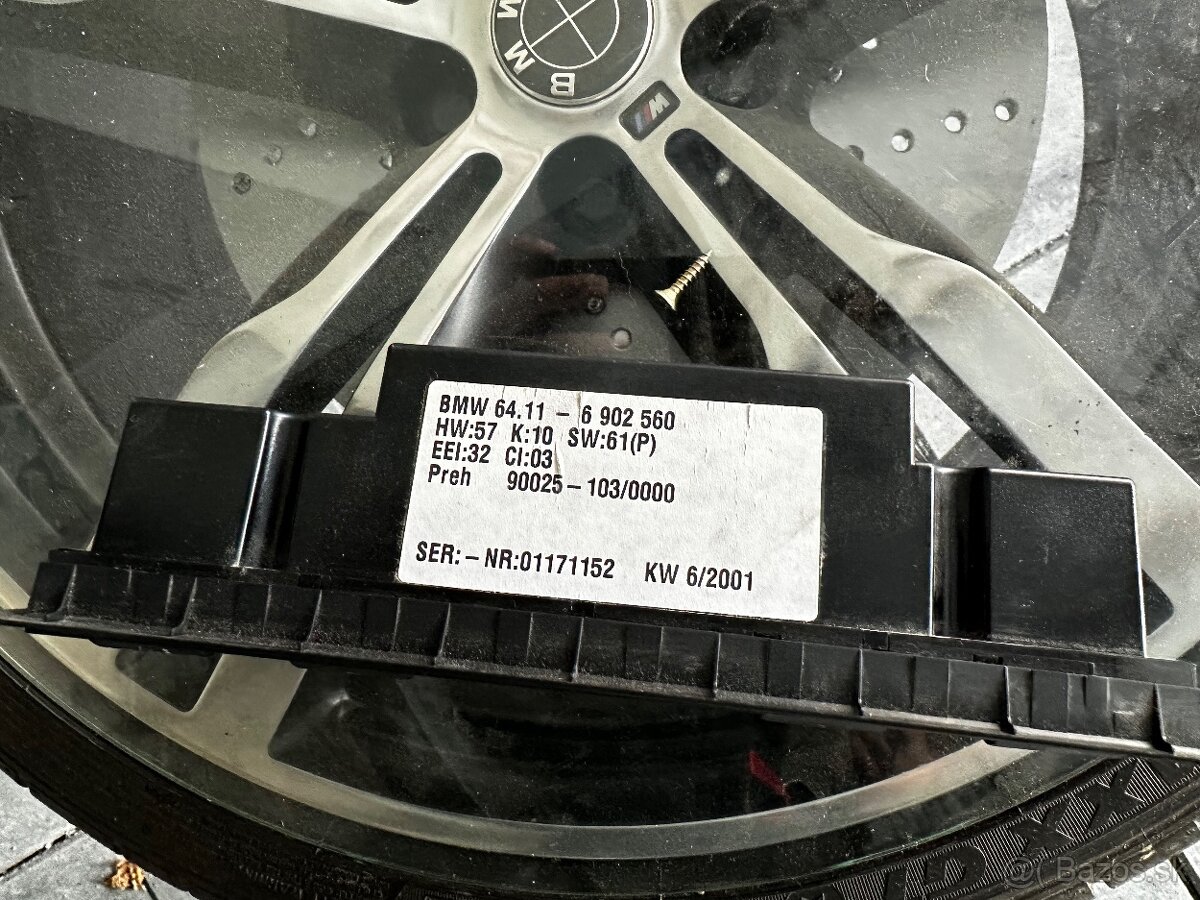 BMW
M
BMW 64.11 - 6 902 560
HW:57 K:10 SW:61(P)
EEI:32 CI:03
Preh 90025-103/0000
SER:-NR:01171152 KW 6/2001
Bazos.sk